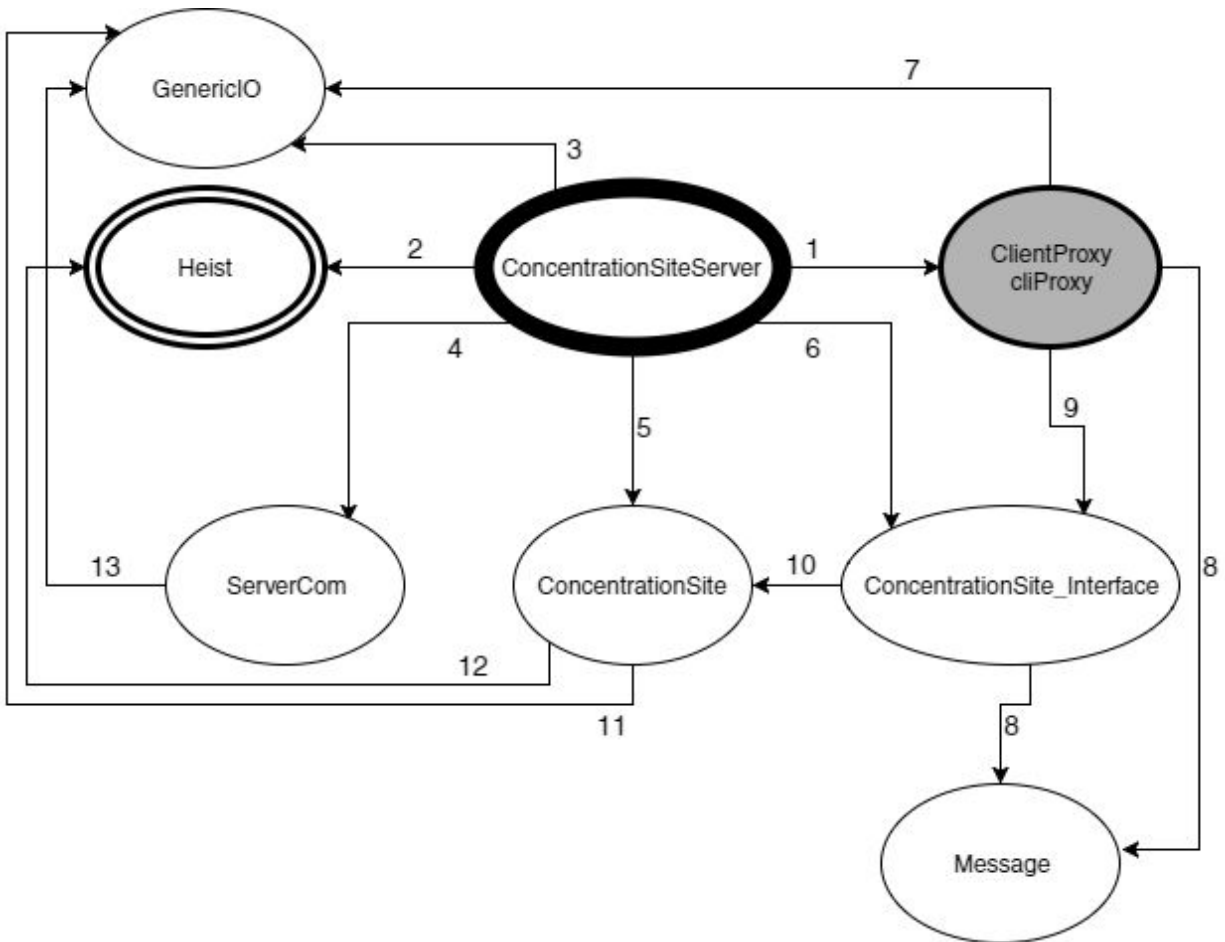 GenericIO
7
3
Heist
2
ConcentrationSiteServer
1
ClientProxy
cliProxy
4
6
5
9
13
ServerCom
ConcentrationSite
10
ConcentrationSite_Interface
8
12
11
8
Message